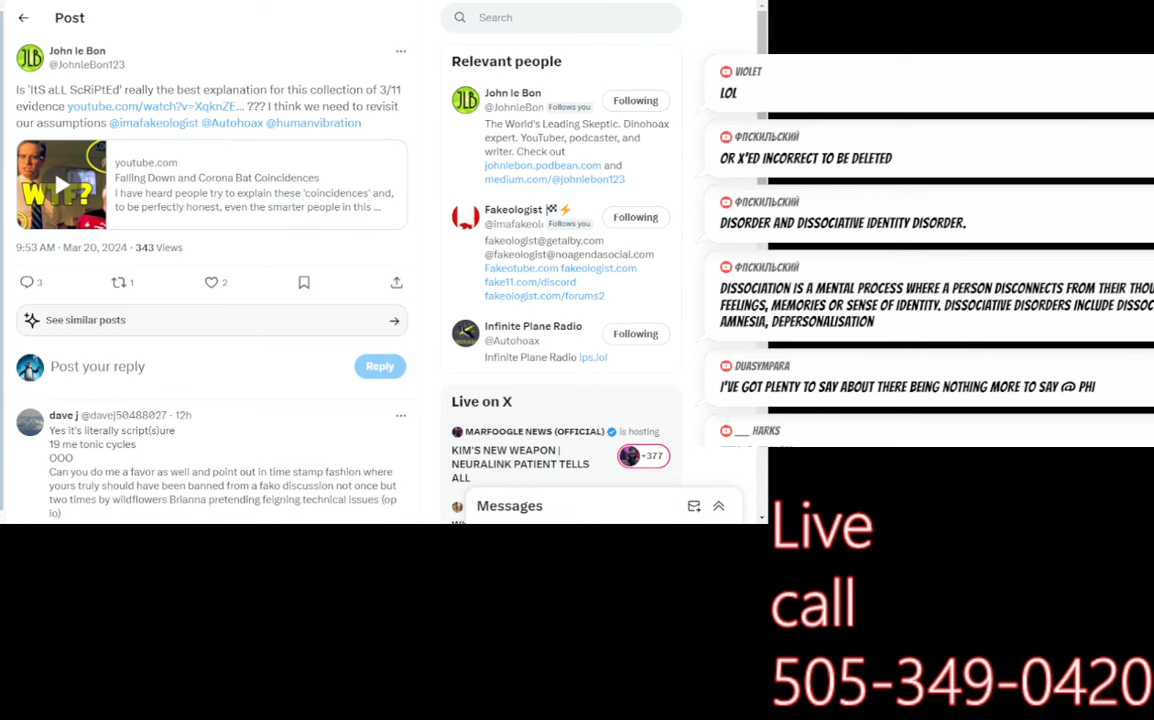 Post
John le Bon
@JohnleBon123
Is 'ItS aLL ScRiPtEd' really the best explanation for this collection of 3/11
evidence youtube.com/watch?v=XqknZE... ??? I think we need to revisit
our assumptions @imafakeologist @Autohoax @humanvibration
WTF?
youtube.com
Falling Down and Corona Bat Coincidences
I have heard people try to explain these 'coincidences' and,
to be perfectly honest, even the smarter people in this ...
9:53 AM · Mar 20, 2024 · 343 Views
3
1
2
See similar posts
Post your reply
Reply
dave j @davej50488027 · 12h
Yes it's literally script(s)ure
19 me tonic cycles
OOO
Can you do me a favor as well and point out in time stamp fashion where
yours truly should have been banned from a fako discussion not once but
two times by wildflowers Brianna pretending feigning technical issues (op
io)
Search
Relevant people
JLB
John le Bon
@JohnleBon Follows you
Following
The World's Leading Skeptic. Dinohoax
expert. YouTuber, podcaster, and
writer. Check out
johnlebon.podbean.com and
medium.com/@johnlebon123
Fakeologist
@imafakeol Follows you
Following
fakeologist@getalby.com
@fakeologist@noagendasocial.com
Fakeotube.com fakeologist.com
fake11.com/discord
fakeologist.com/forums2
Infinite Plane Radio
@Autohoax
Following
Infinite Plane Radio ips.lol
Live on X
MARFOOGLE NEWS (OFFICIAL) is hosting
KIM'S NEW WEAPON |
NEURALINK PATIENT TELLS
ALL
+377
Messages
VIOLET
LOL
ФПСКИЛЬСКИЙ
OR X'ED INCORRECT TO BE DELETED
ФПСКИЛЬСКИЙ
DISORDER AND DISSOCIATIVE IDENTITY DISORDER.
ФПСКИЛЬСКИЙ
DISSOCIATION IS A MENTAL PROCESS WHERE A PERSON DISCONNECTS FROM THEIR THOU
FEELINGS, MEMORIES OR SENSE OF IDENTITY. DISSOCIATIVE DISORDERS INCLUDE DISSOC
AMNESIA, DEPERSONALISATION
DUASYMPARA
I'VE GOT PLENTY TO SAY ABOUT THERE BEING NOTHING MORE TO SAY @ PHI
___ HARKS
Live
call
505-349-0420